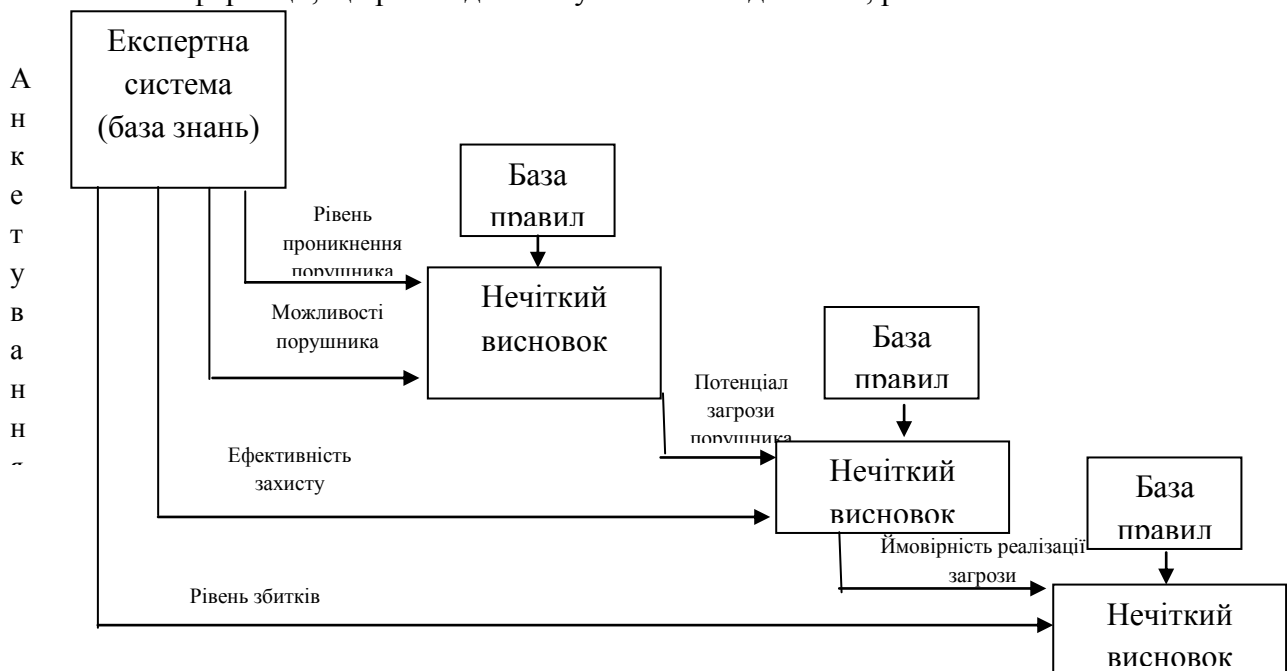 Експертна
система
(база знань)
Анкетування
База
правил
Рівень
проникнення
порушника
Нечіткий
висновок
Можливості
порушника
База
правил
Потенціал
загрози
порушника
Ефективність
захисту
Нечіткий
висновок
База
правил
Ймовірність реалізації
загрози
Рівень збитків
Нечіткий
висновок